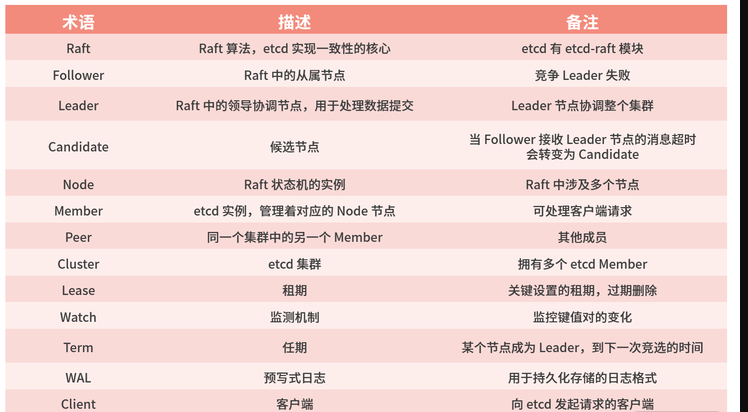 术语 描述 备注
Raft Raft 算法，etcd 实现一致性的核心 etcd 有 etcd-raft 模块
Follower Raft 中的从属节点 竞争 Leader 失败
Leader Raft 中的领导协调节点，用于处理数据提交 Leader 节点协调整个集群
Candidate 候选节点 当 Follower 接收 Leader 节点的消息超时
会转变为 Candidate
Node Raft 状态机的实例 Raft 中涉及多个节点
Member etcd 实例，管理着对应的 Node 节点 可处理客户端请求
Peer 同一个集群中的另一个 Member 其他成员
Cluster etcd 集群 拥有多个 etcd Member
Lease 租期 关键设置的租期，过期删除
Watch 监测机制 监控键值对的变化
Term 任期 某个节点成为 Leader，到下一次竞选的时间
WAL 预写式日志 用于持久化存储的日志格式
Client 客户端 向 etcd 发起请求的客户端